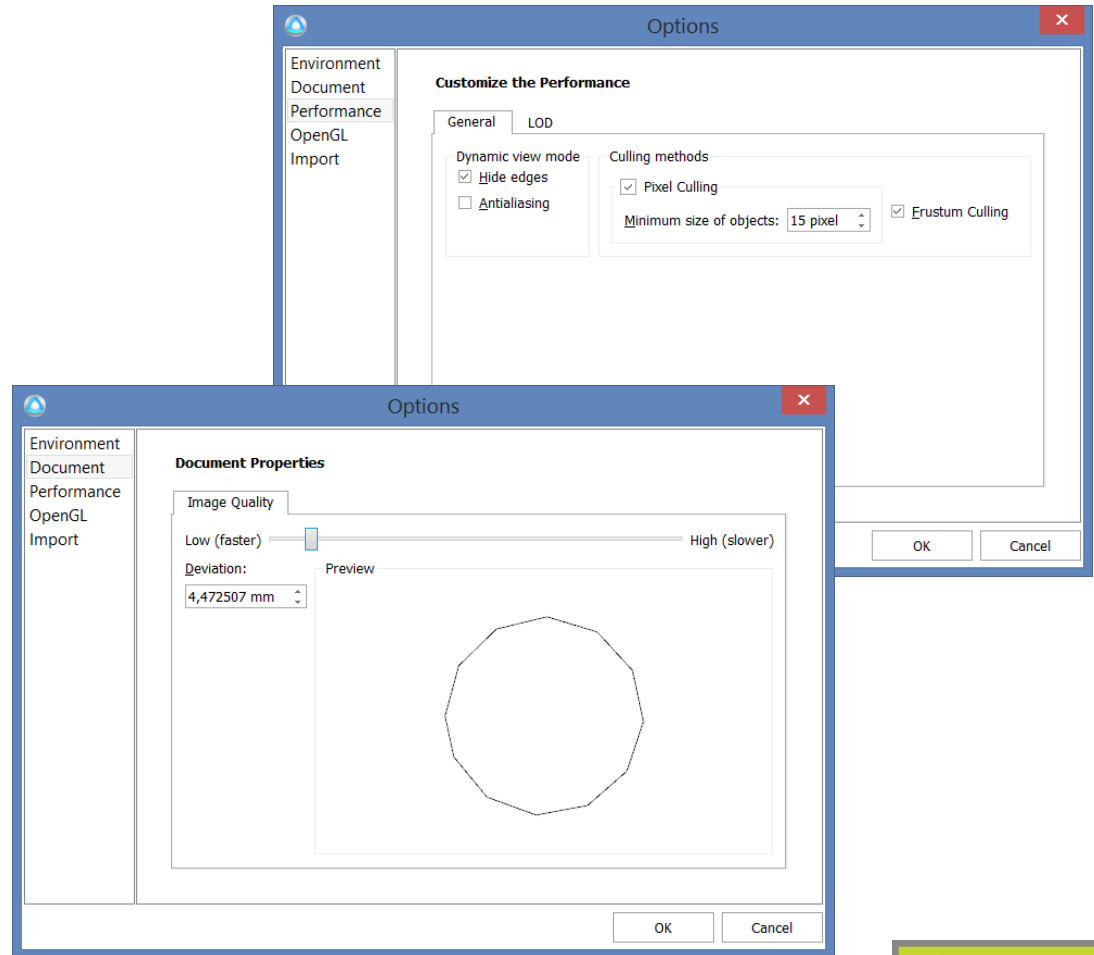 Options
Environment
Document
Performance
OpenGL
Import
Customize the Performance
General LOD
Dynamic view mode
Hide edges
Antialiasing
Culling methods
Pixel Culling
Minimum size of objects: 15 pixel
Frustum Culling
OK Cancel
Options
Environment
Document
Performance
OpenGL
Import
Document Properties
Image Quality
Low (faster) High (slower)
Deviation:
4,472507 mm
Preview
OK Cancel